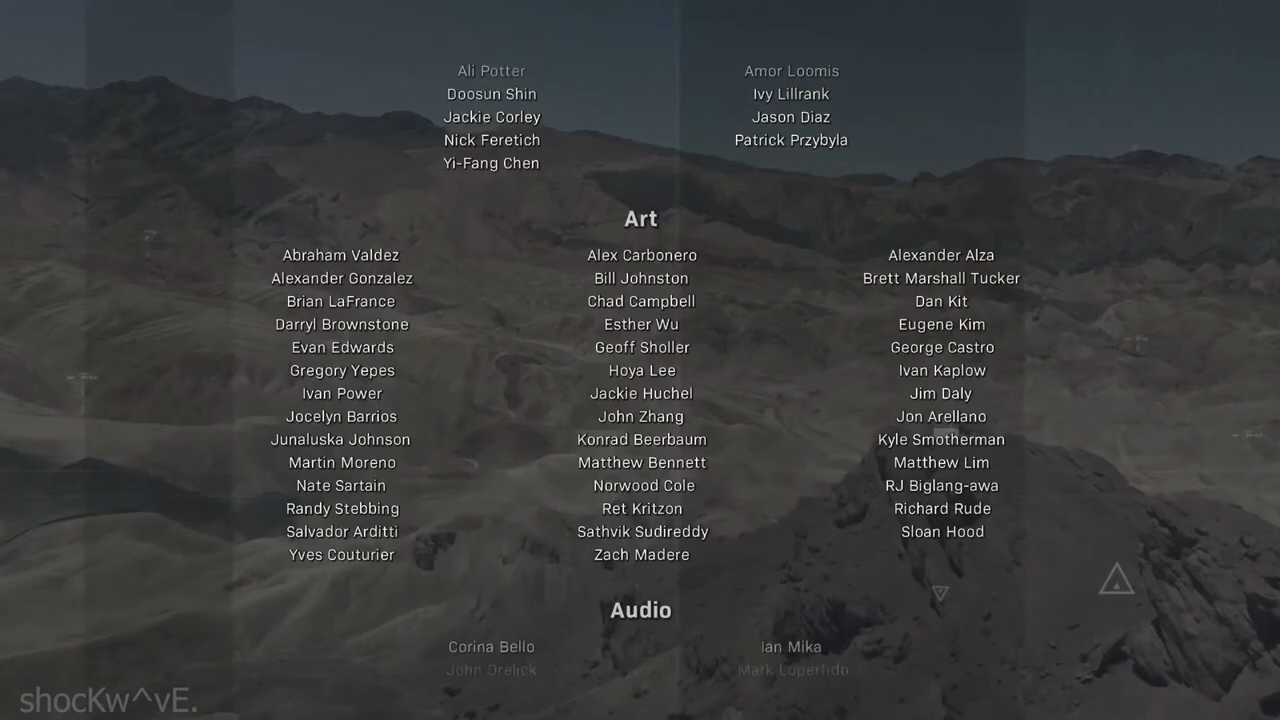 Ali Potter Amor Loomis
Doosun Shin Ivy Lillrank
Jackie Corley Jason Diaz
Nick Feretich Patrick Przybyla
Yi-Fang Chen
Art
Abraham Valdez Alex Carbonero Alexander Alza
Alexander Gonzalez Bill Johnston Brett Marshall Tucker
Brian LaFrance Chad Campbell Dan Kit
Darryl Brownstone Esther Wu Eugene Kim
Evan Edwards Geoff Sholler George Castro
Gregory Yepes Hoya Lee Ivan Kaplow
Ivan Power Jackie Huchel Jim Daly
Jocelyn Barrios John Zhang Jon Arellano
Junaluska Johnson Konrad Beerbaum Kyle Smotherman
Martin Moreno Matthew Bennett Matthew Lim
Nate Sartain Norwood Cole RJ Biglang-awa
Randy Stebbing Ret Kritzon Richard Rude
Salvador Arditti Sathvik Sudireddy Sloan Hood
Yves Couturier Zach Madere
Audio
Corina Bello Ian Mika
John Drelick Mark Loperfido
shocKw^vE.